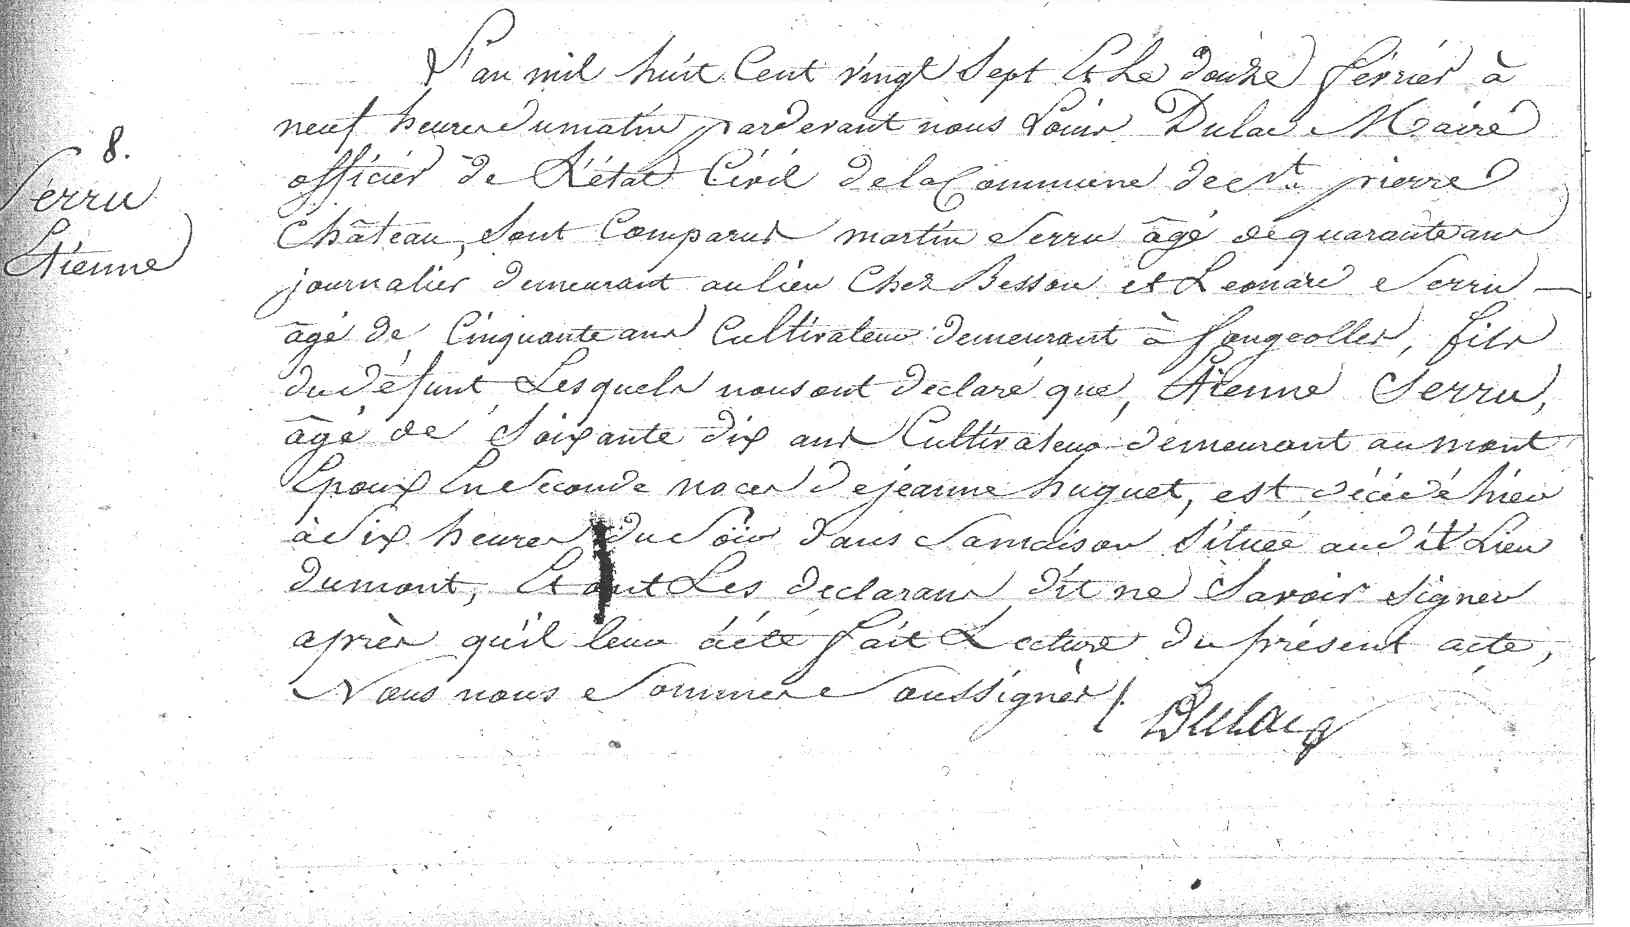 L'an mil huit Cent vingt Sept Et Le douze février à
8.
neuf heures du matin pardevant nous Louis Dulac Maire
Serru
officier de L'état Civil de la Commune de St. pierre
Château, Sont Comparus martin Serru âgé de quarante ans
Etienne
journalier demeurant au lieu Chez Besson et Leonard Serru
âgé de Cinquante ans Cultivateur demeurant à fougeolles, fils
du défunt, Lesquels nous ont déclaré que, Etienne Serru,
âgé de Soixante dix ans Cultivateur demeurant au mont
Epoux En Seconde noces de jeanne huguet, est décédé hier
à Six heures du Soir dans Sa maison Située audit Lieu
du mont, Et ont Les declarans dit ne Savoir Signer
après qu'il leur à été fait Lecture du présent acte,
Nous nous Sommes Soussignés /.
Dulac